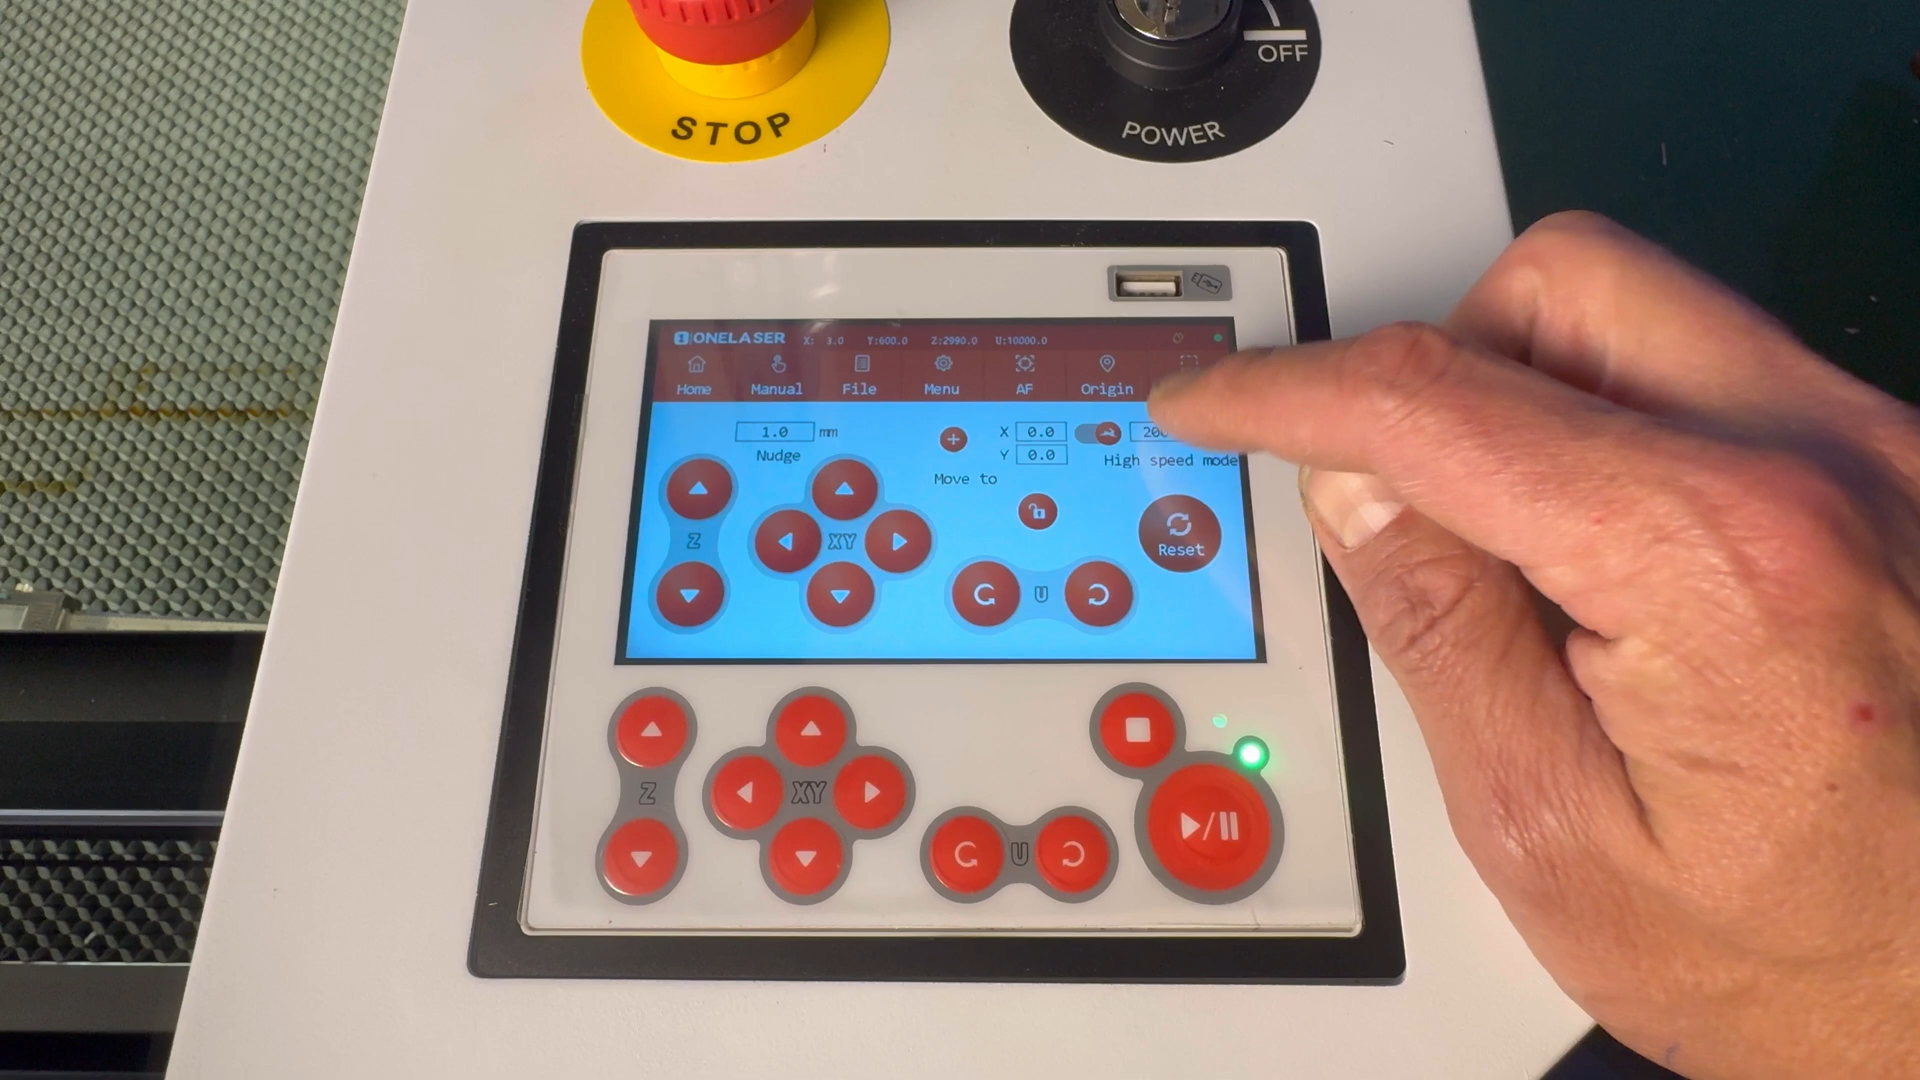 OFF
STOP
POWER
1 ONELASER X: 3.0 Y:600.0 Z:2990.0 U:10000.0
Home Manual File Menu AF Origin
1.0 mm
Nudge
X 0.0
Y 0.0
Move to
High speed mode
Z
XY
U
Reset
Z
XY
U